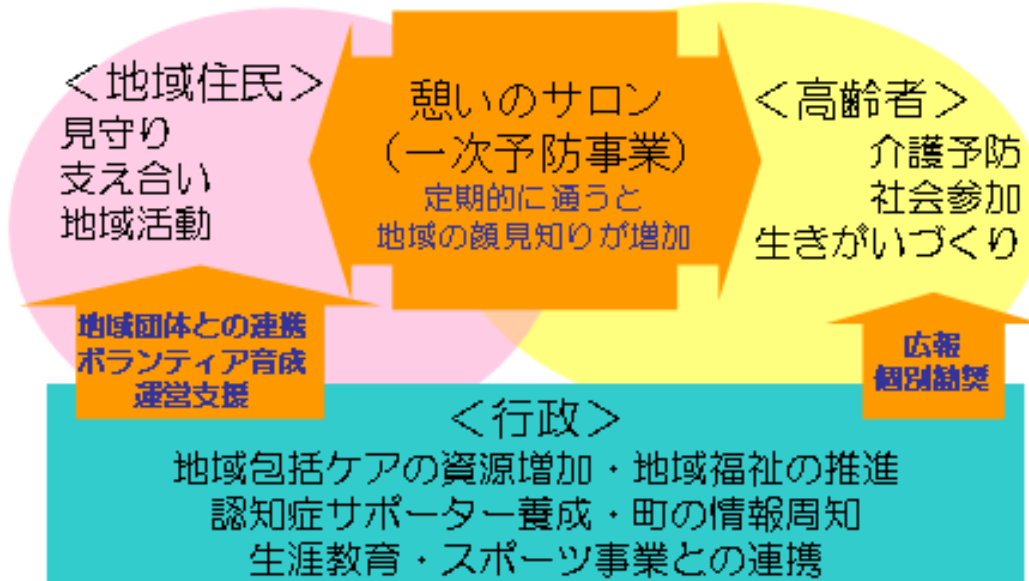 ＜地域住民＞
見守り
支え合い
地域活動
憩いのサロン
（一次予防事業）
定期的に通うと
地域の顔見知りが増加
＜高齢者＞
介護予防
社会参加
生きがいづくり
地域団体との連携
ボランティア育成
運営支援
広報
個別勧奨
＜行政＞
地域包括ケアの資源増加・地域福祉の推進
認知症サポーター養成・町の情報周知
生涯教育・スポーツ事業との連携